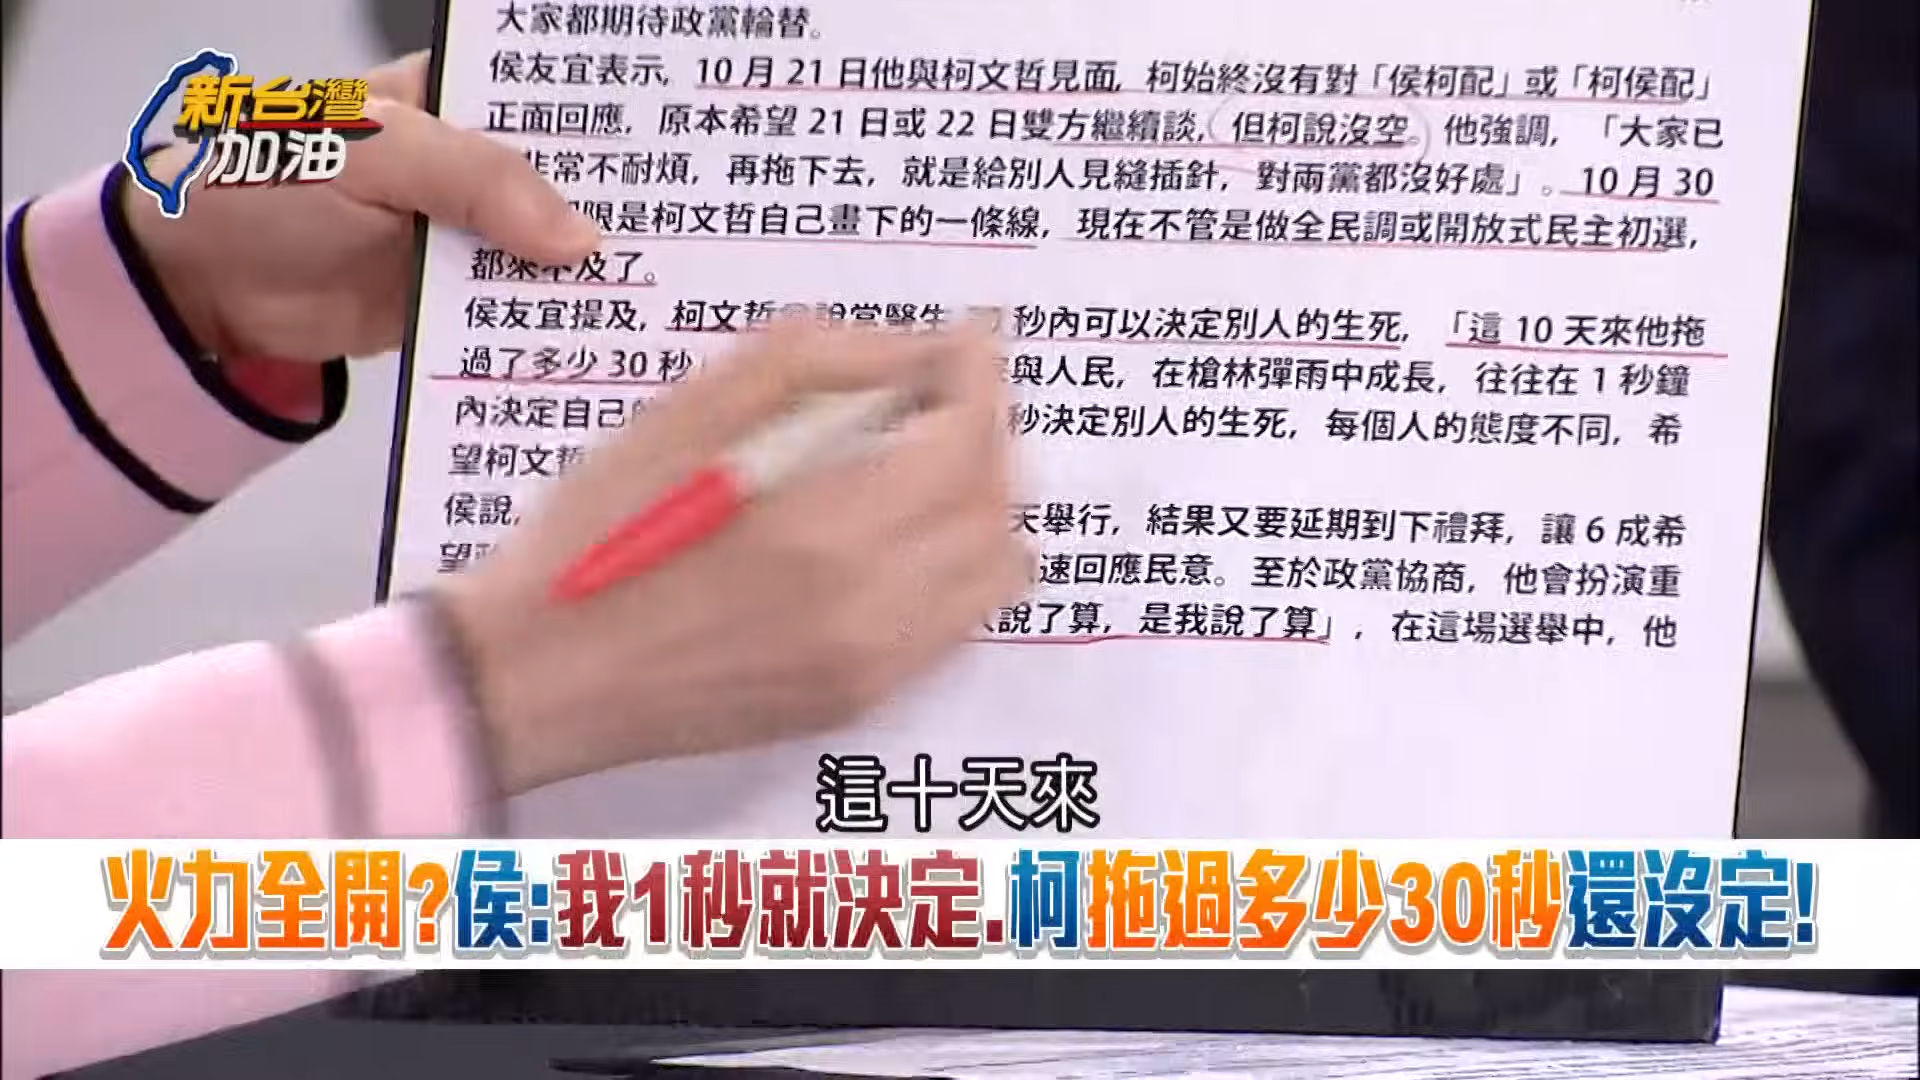 大家都期待政黨輪替。
侯友宜表示，10月21日他與柯文哲見面，柯始終沒有對「侯柯配」或「柯侯配」
正面回應，原本希望21日或22日雙方繼續談，但柯說沒空。他強調，「大家已
非常不耐煩，再拖下去，就是給別人見縫插針，對兩黨都沒好處」。10月30
限是柯文哲自己畫下的一條線，現在不管是做全民調或開放式民主初選，
都來不及了。
侯友宜提及，柯文哲 說當醫生 秒內可以決定別人的生死，「這10天來他拖
過了多少30秒 與人民，在槍林彈雨中成長，往往在1秒鐘
內決定自己 秒決定別人的生死，每個人的態度不同，希
望柯文哲
侯說， 天舉行，結果又要延期到下禮拜，讓6成希
望 速回應民意。至於政黨協商，他會扮演重
說了算，是我說了算」，在這場選舉中，他
新台灣
加油
這十天來
火力全開?侯:我1秒就決定.柯拖過多少30秒還沒定!